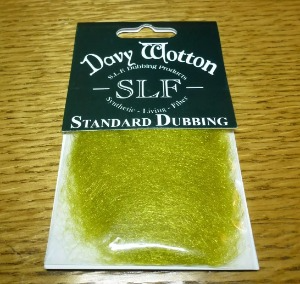 Davy Wotton
S.L.F Dubbing Products
SLF
Synthetic - Living - Fiber
STANDARD DUBBING